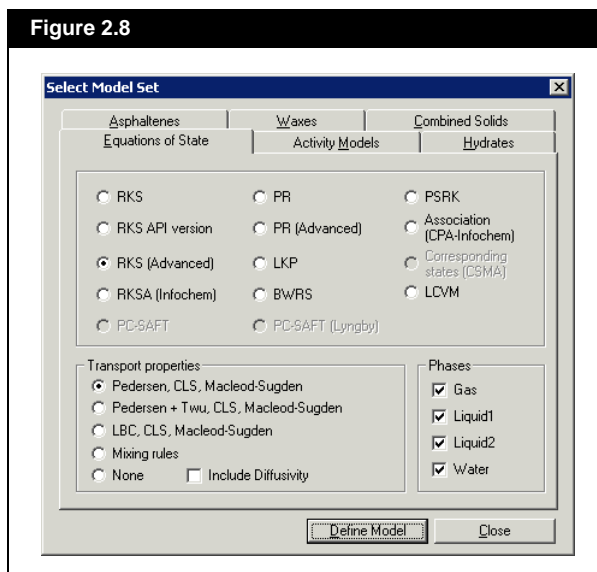 Figure 2.8
Select Model Set
Asphaltenes
Waxes
Combined Solids
Equations of State
Activity Models
Hydrates
RKS
PR
PSRK
RKS API version
PR (Advanced)
Association
(CPA-Infochem)
RKS (Advanced)
LKP
Corresponding
states (CSMA)
RKSA (Infochem)
BWRS
LCVM
PC-SAFT
PC-SAFT (Lyngby)
Transport properties
Pedersen, CLS, Macleod-Sugden
Pedersen + Twu, CLS, Macleod-Sugden
LBC, CLS, Macleod-Sugden
Mixing rules
None
Include Diffusivity
Phases
Gas
Liquid1
Liquid2
Water
Define Model
Close